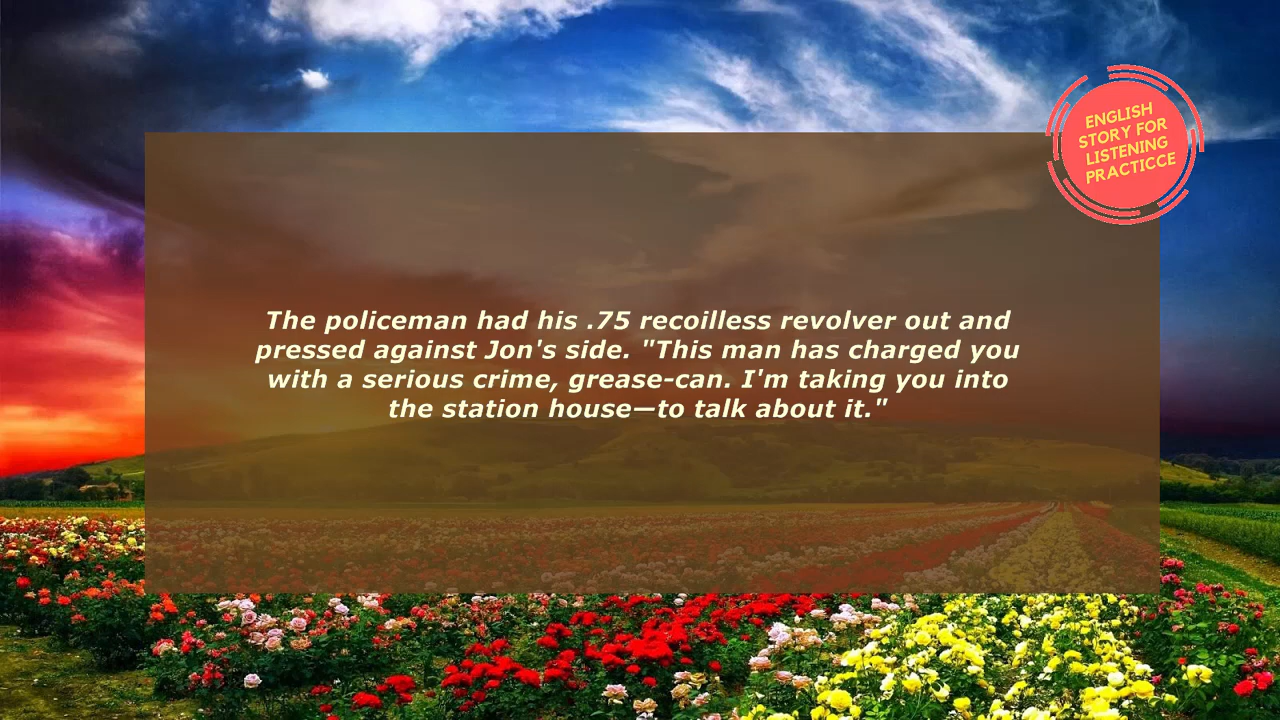 ENGLISH
STORY FOR
LISTENING
PRACTICCE
The policeman had his .75 recoilless revolver out and
pressed against Jon's side. "This man has charged you
with a serious crime, grease-can. I'm taking you into
the station house—to talk about it."